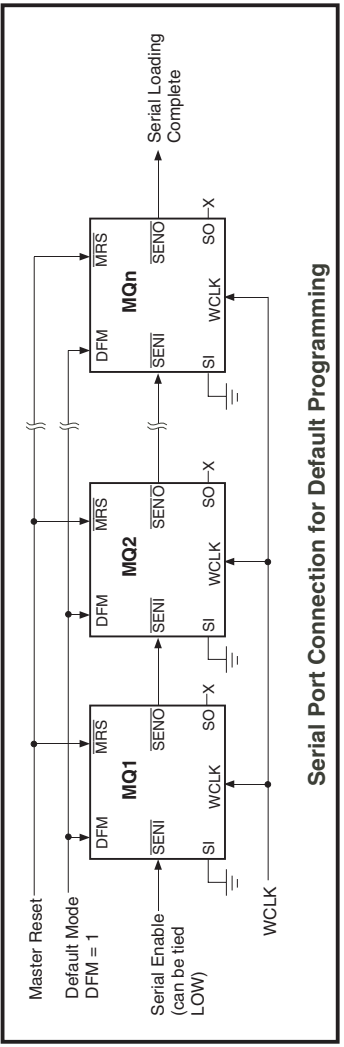 Master Reset
Default Mode
DFM = 1
Serial Enable
(can be tied
LOW)
WCLK
DFM
MRS
MQ1
SENI
SENO
SI
WCLK
SO
X
DFM
MRS
MQ2
SENI
SENO
SI
WCLK
SO
X
DFM
MRS
MQn
SENI
SENO
SI
WCLK
SO
X
Serial Loading
Complete
Serial Port Connection for Default Programming